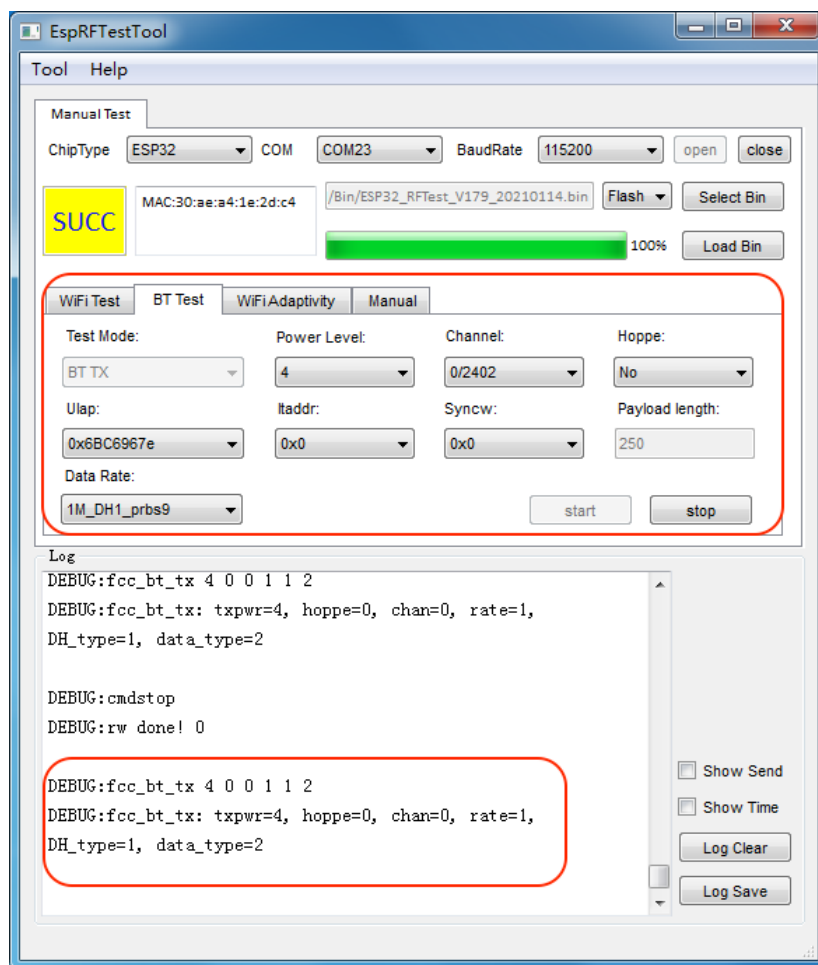 EspRFTestTool
Tool Help
Manual Test
ChipType ESP32 COM COM23 BaudRate 115200 open close
SUCC
MAC:30:ae:a4:1e:2d:c4
/Bin/ESP32_RFTest_V179_20210114.bin Flash Select Bin
100% Load Bin
WiFi Test BT Test WiFi Adaptivity Manual
Test Mode: Power Level: Channel: Hoppe:
BT TX 4 0/2402 No
Ulap: ltaddr: Syncw: Payload length:
0x6BC6967e 0x0 0x0 250
Data Rate:
1M_DH1_prbs9 start stop
Log
DEBUG:fcc_bt_tx 4 0 0 1 1 2
DEBUG:fcc_bt_tx: txpwr=4, hoppe=0, chan=0, rate=1,
DH_type=1, data_type=2
DEBUG:cmdstop
DEBUG:rw done! 0
DEBUG:fcc_bt_tx 4 0 0 1 1 2
DEBUG:fcc_bt_tx: txpwr=4, hoppe=0, chan=0, rate=1,
DH_type=1, data_type=2
Show Send
Show Time
Log Clear
Log Save